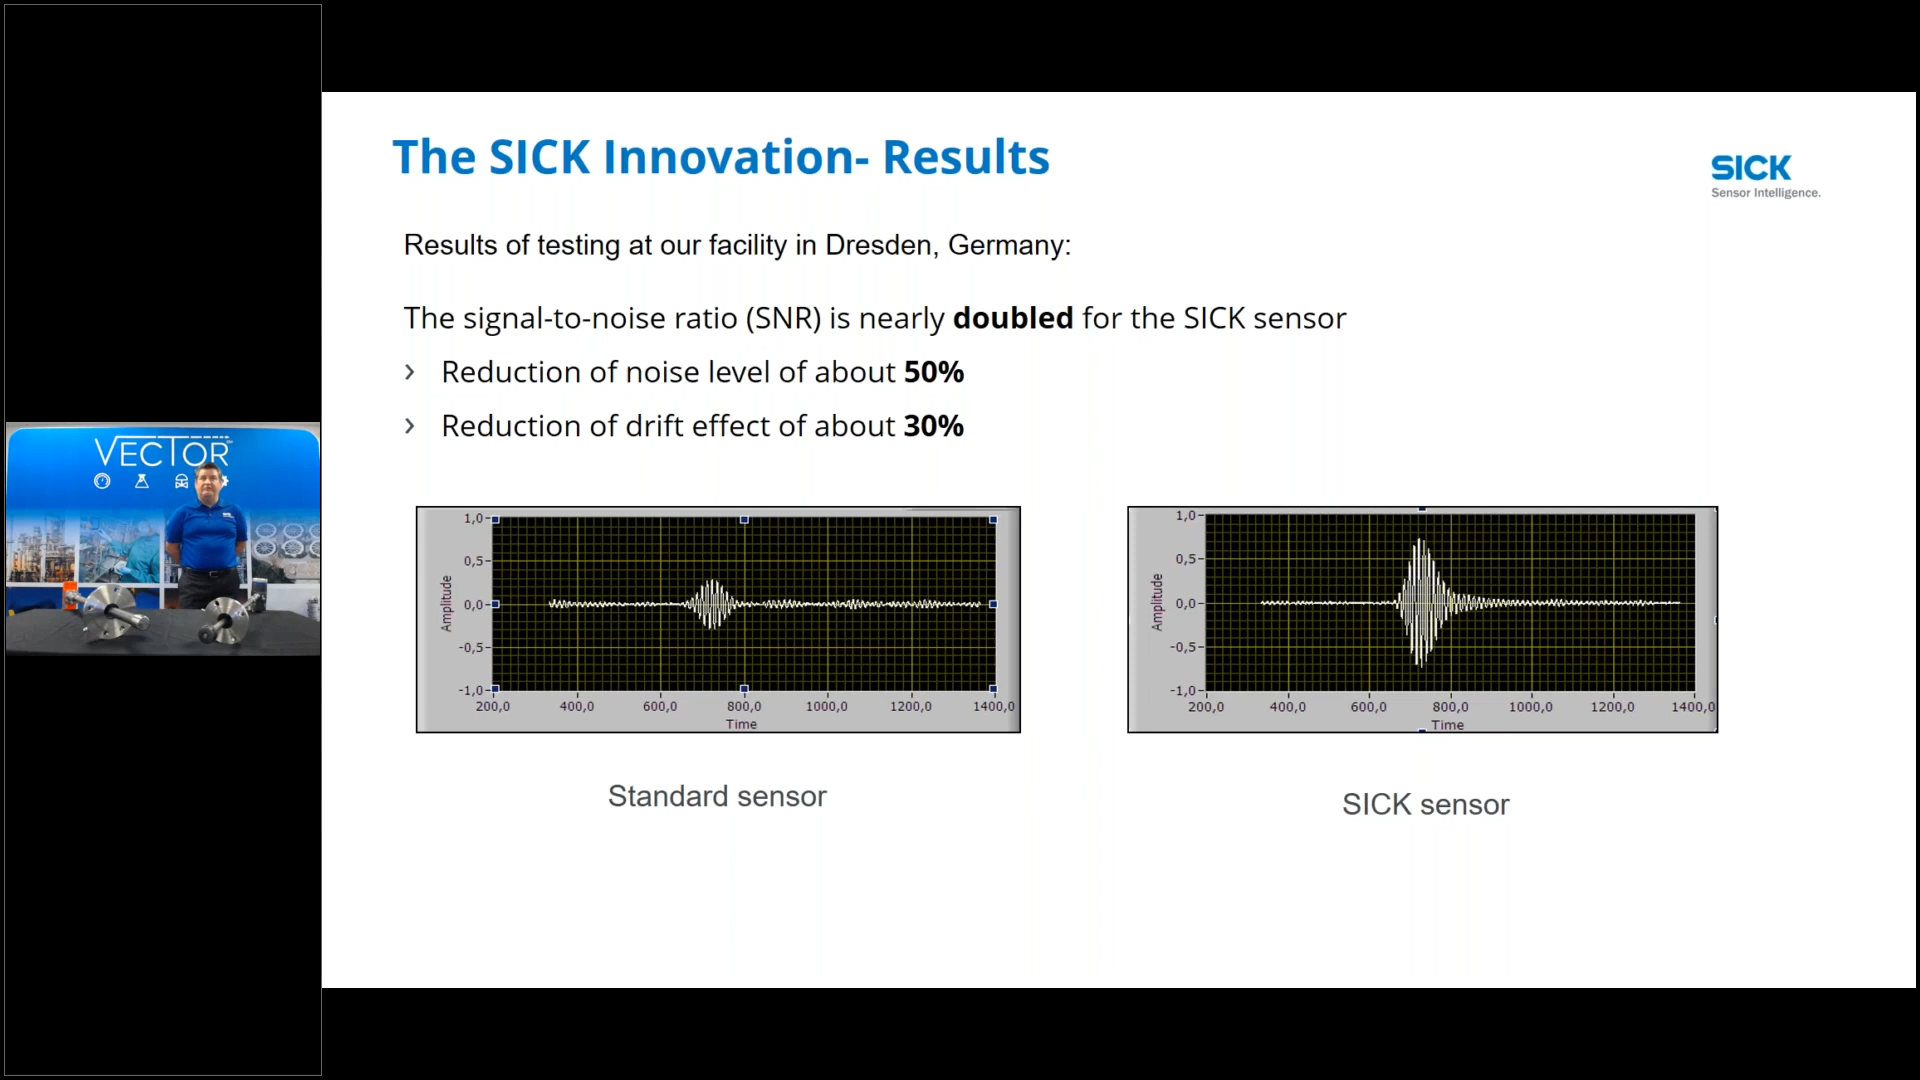 The SICK Innovation- Results
SICK
Sensor Intelligence.
Results of testing at our facility in Dresden, Germany:
The signal-to-noise ratio (SNR) is nearly doubled for the SICK sensor
› Reduction of noise level of about 50%
› Reduction of drift effect of about 30%
VECTOR
1,0
0,5
0,0
-0,5
-1,0
Amplitude
200,0 400,0 600,0 800,0 1000,0 1200,0 1400,0
Time
Standard sensor
1,0
0,5
0,0
-0,5
-1,0
Amplitude
200,0 400,0 600,0 800,0 1000,0 1200,0 1400,0
Time
SICK sensor